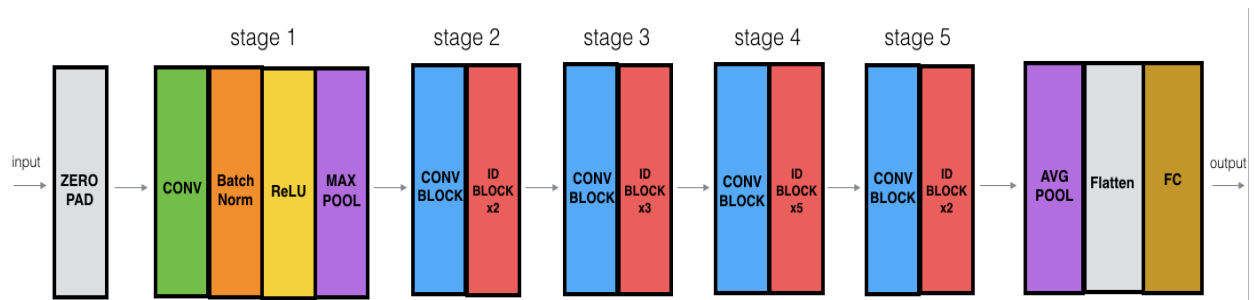 stage 1
stage 2
stage 3
stage 4
stage 5
input
ZERO
PAD
CONV
Batch
Norm
ReLU
MAX
POOL
CONV
BLOCK
ID
BLOCK
x2
CONV
BLOCK
ID
BLOCK
x3
CONV
BLOCK
ID
BLOCK
x5
CONV
BLOCK
ID
BLOCK
x2
AVG
POOL
Flatten
FC
output